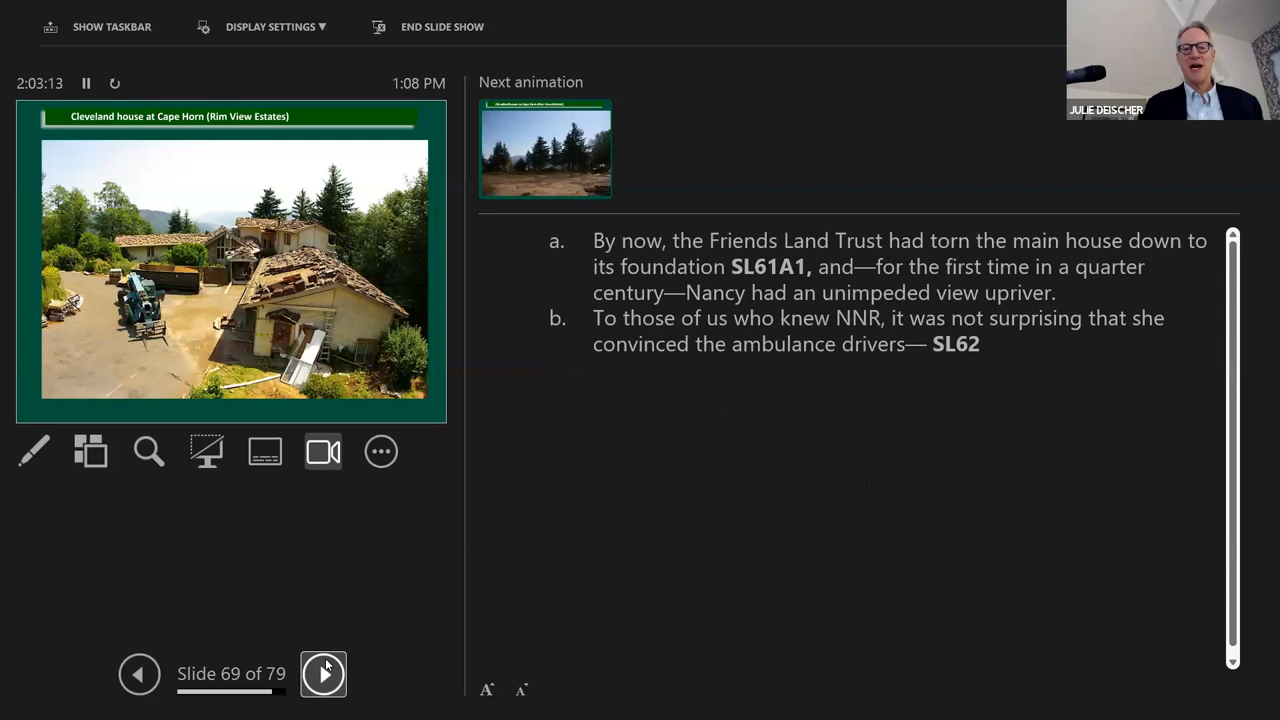 SHOW TASKBAR
DISPLAY SETTINGS ▼
END SLIDE SHOW
JULIE DEISCHER
2:03:13
1:08 PM
Next animation
Cleveland house at Cape Horn (Rim View Estates)
a. By now, the Friends Land Trust had torn the main house down to
its foundation SL61A1, and—for the first time in a quarter
century—Nancy had an unimpeded view upriver.
b. To those of us who knew NNR, it was not surprising that she
convinced the ambulance drivers— SL62
Slide 69 of 79
A A